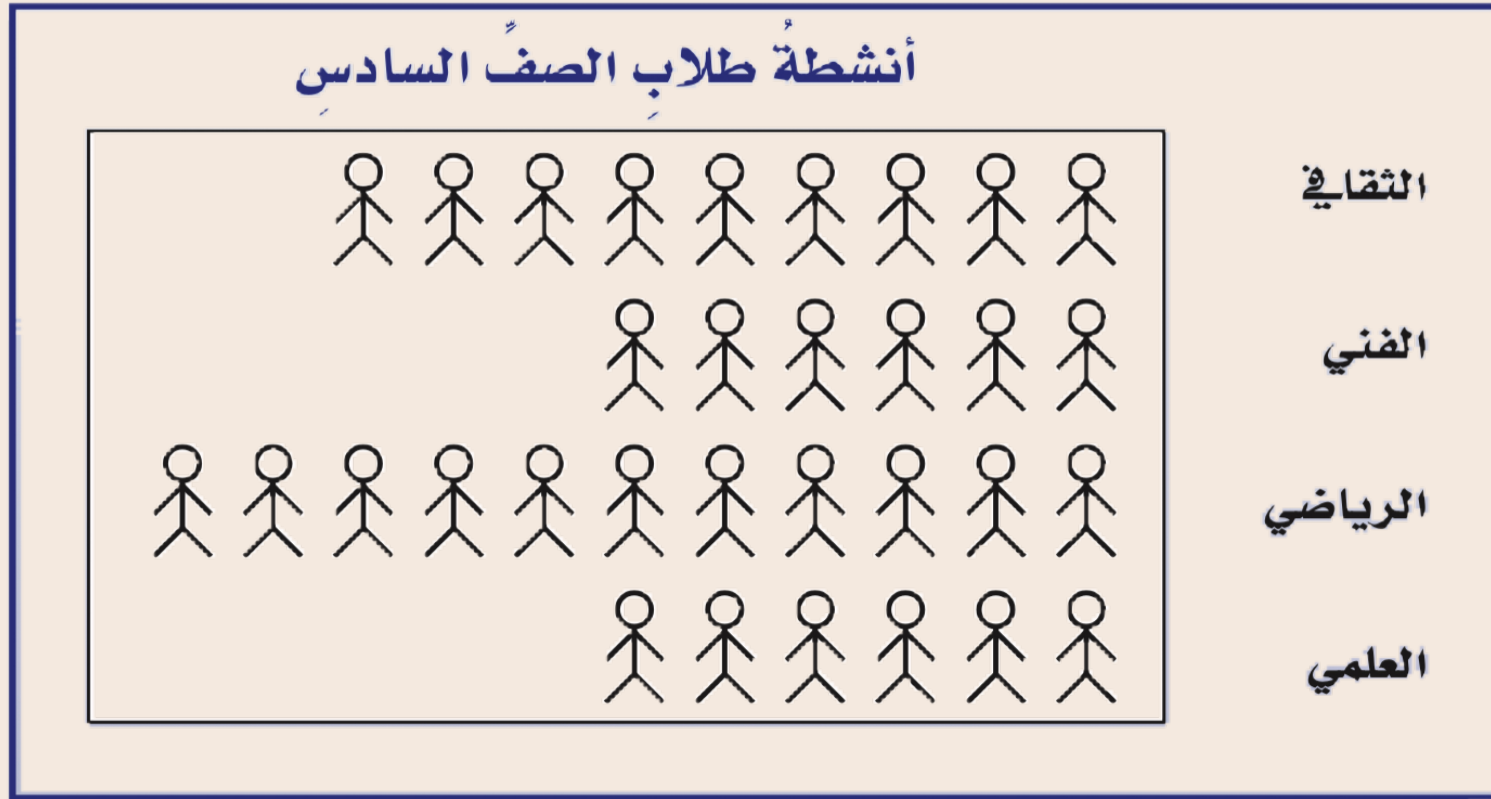 أنشطةُ طلابِ الصفِّ السادسِ
الثقافي
الفني
الرياضي
العلمي